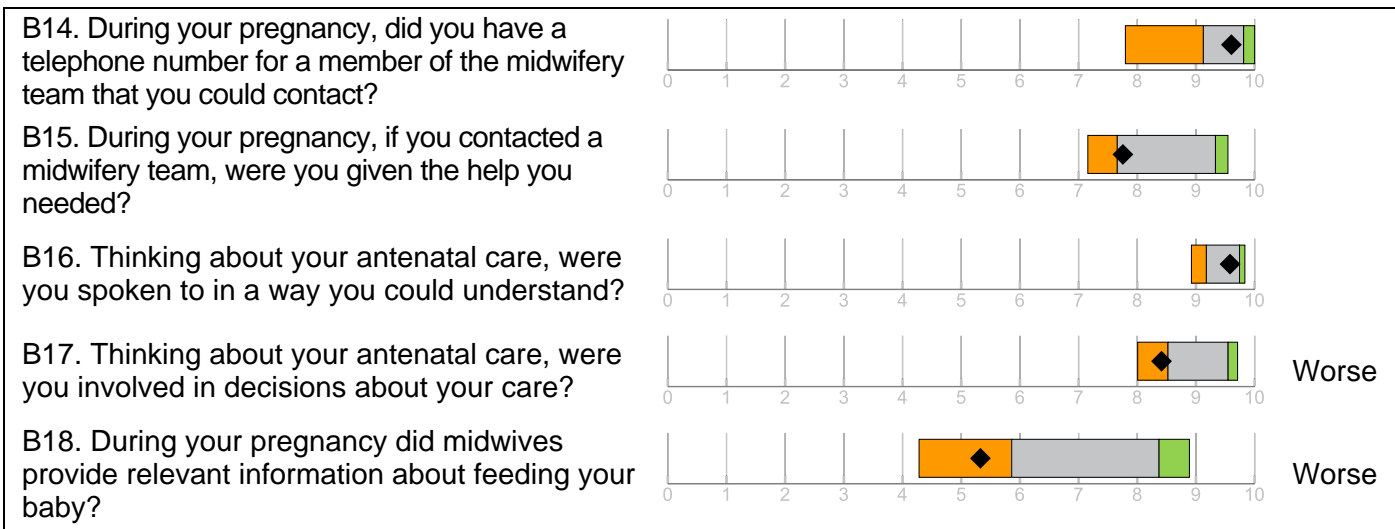 B14. During your pregnancy, did you have a
telephone number for a member of the midwifery
team that you could contact?
0 1 2 3 4 5 6 7 8 9 10
B15. During your pregnancy, if you contacted a
midwifery team, were you given the help you
needed?
0 1 2 3 4 5 6 7 8 9 10
B16. Thinking about your antenatal care, were
you spoken to in a way you could understand?
0 1 2 3 4 5 6 7 8 9 10
B17. Thinking about your antenatal care, were
you involved in decisions about your care?
0 1 2 3 4 5 6 7 8 9 10
Worse
B18. During your pregnancy did midwives
provide relevant information about feeding your
baby?
0 1 2 3 4 5 6 7 8 9 10
Worse